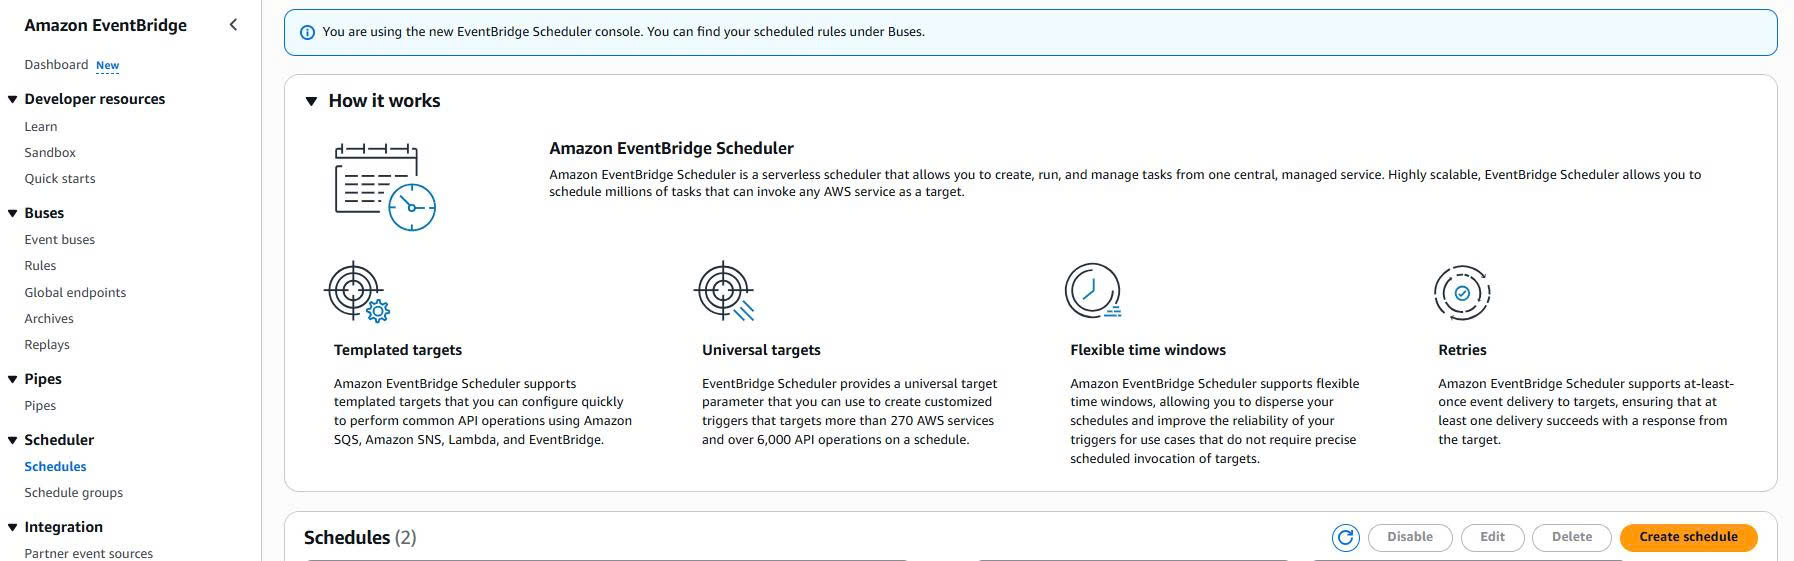 Amazon EventBridge
Dashboard New
Developer resources
Learn
Sandbox
Quick starts
Buses
Event buses
Rules
Global endpoints
Archives
Replays
Pipes
Pipes
Scheduler
Schedules
Schedule groups
Integration
Partner event sources
You are using the new EventBridge Scheduler console. You can find your scheduled rules under Buses.
How it works
Amazon EventBridge Scheduler
Amazon EventBridge Scheduler is a serverless scheduler that allows you to create, run, and manage tasks from one central, managed service. Highly scalable, EventBridge Scheduler allows you to
schedule millions of tasks that can invoke any AWS service as a target.
Templated targets
Amazon EventBridge Scheduler supports
templated targets that you can configure quickly
to perform common API operations using Amazon
SQS, Amazon SNS, Lambda, and EventBridge.
Universal targets
EventBridge Scheduler provides a universal target
parameter that you can use to create customized
triggers that targets more than 270 AWS services
and over 6,000 API operations on a schedule.
Flexible time windows
Amazon EventBridge Scheduler supports flexible
time windows, allowing you to disperse your
schedules and improve the reliability of your
triggers for use cases that do not require precise
scheduled invocation of targets.
Retries
Amazon EventBridge Scheduler supports at-least-
once event delivery to targets, ensuring that at
least one delivery succeeds with a response from
the target.
Schedules (2)
Disable
Edit
Delete
Create schedule